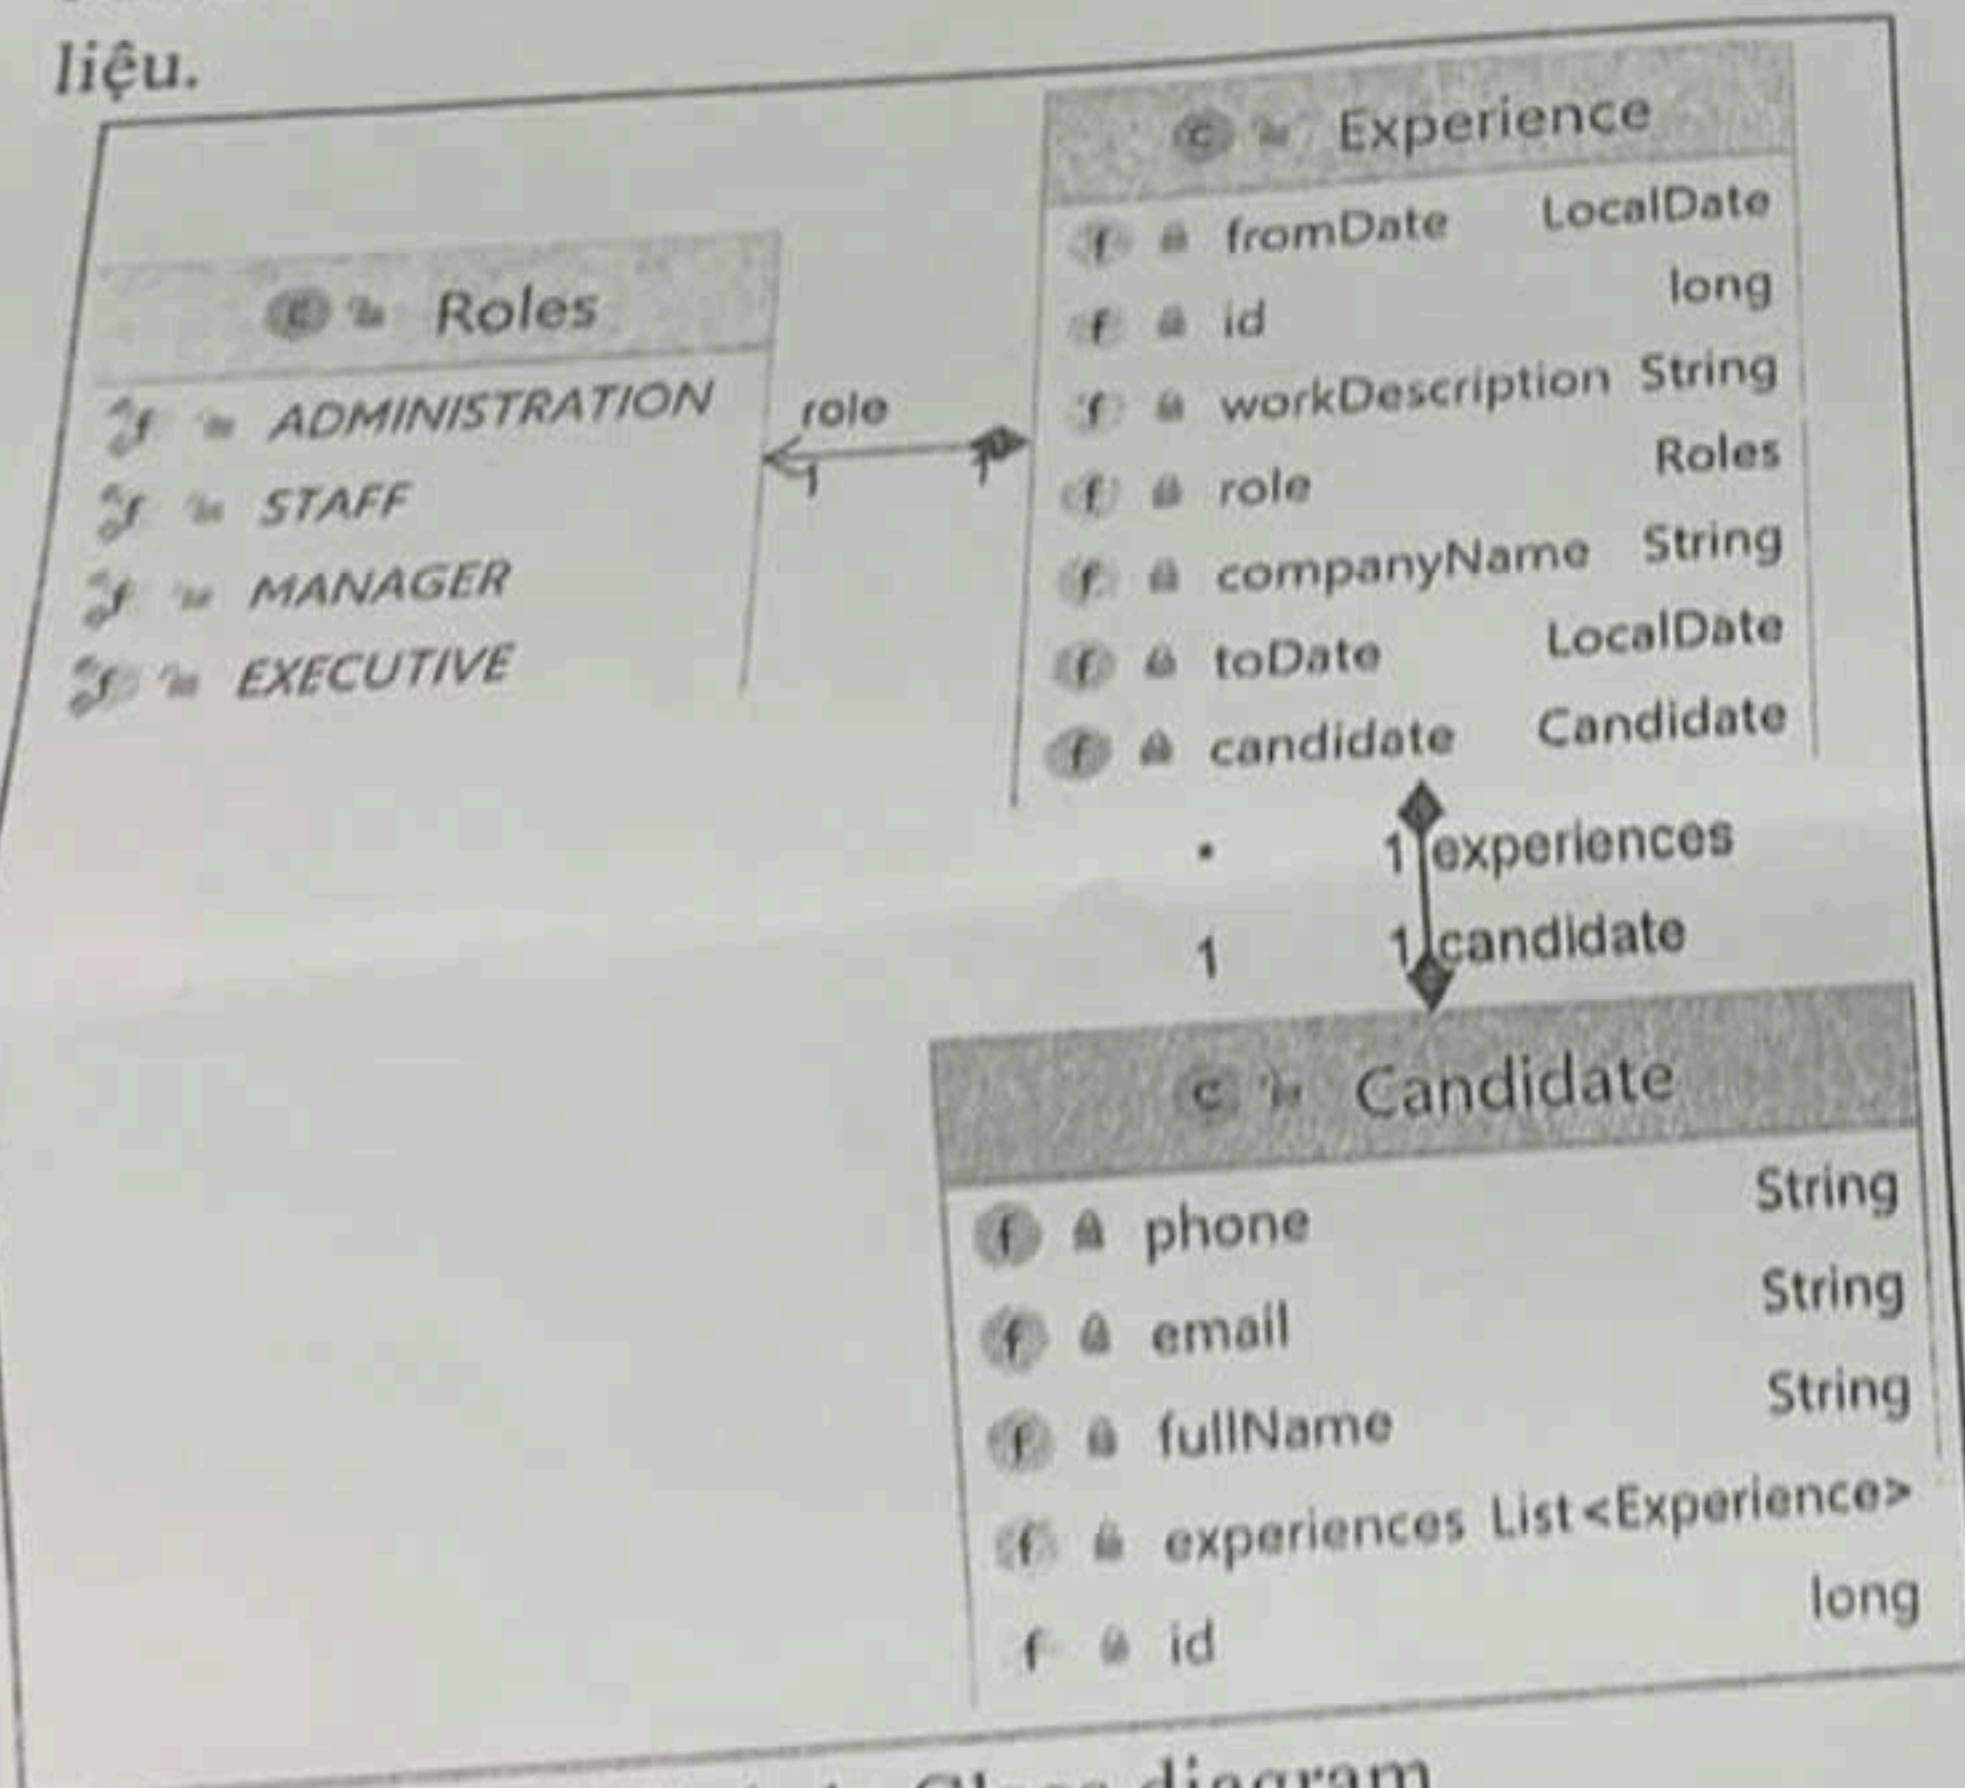 liệu.
Roles
ADMINISTRATION
STAFF
MANAGER
EXECUTIVE
role
1
1
C Experience
f fromDate LocalDate
f id long
f workDescription String
f role Roles
f companyName String
f toDate LocalDate
f candidate Candidate
* 1 experiences
1 1 candidate
C Candidate
f phone String
f email String
f fullName String
f experiences List<Experience>
f id long
diagram